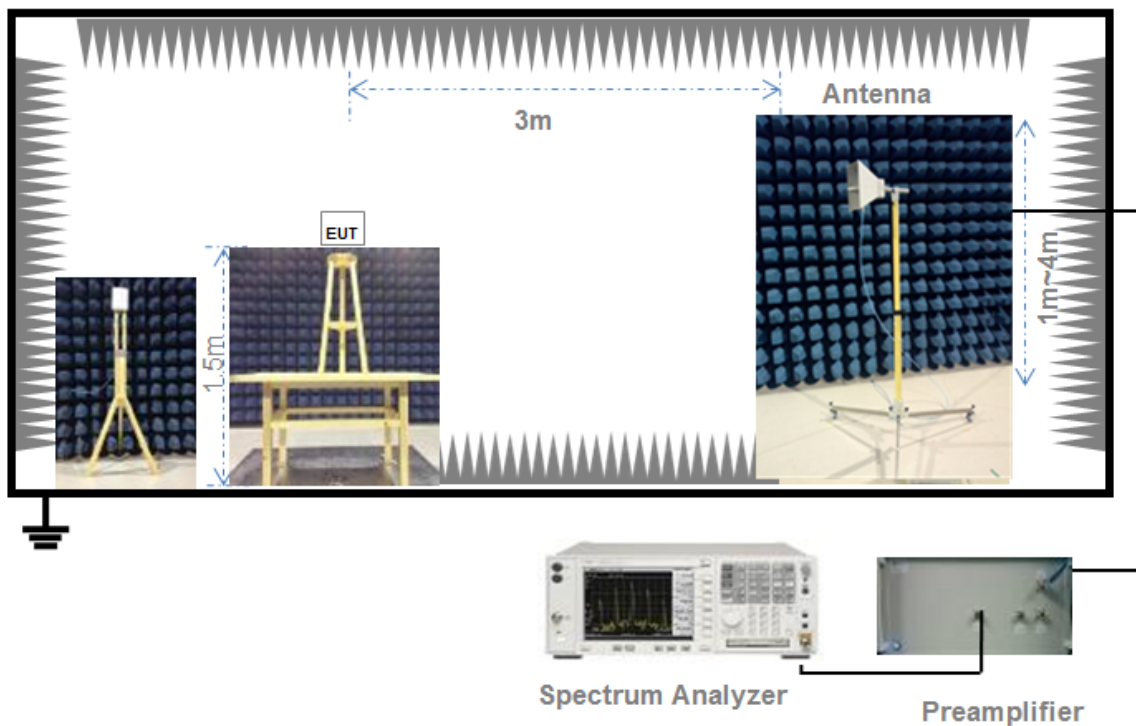 Antenna
3m
EUT
1.5m
1m~4m
Spectrum Analyzer
Preamplifier